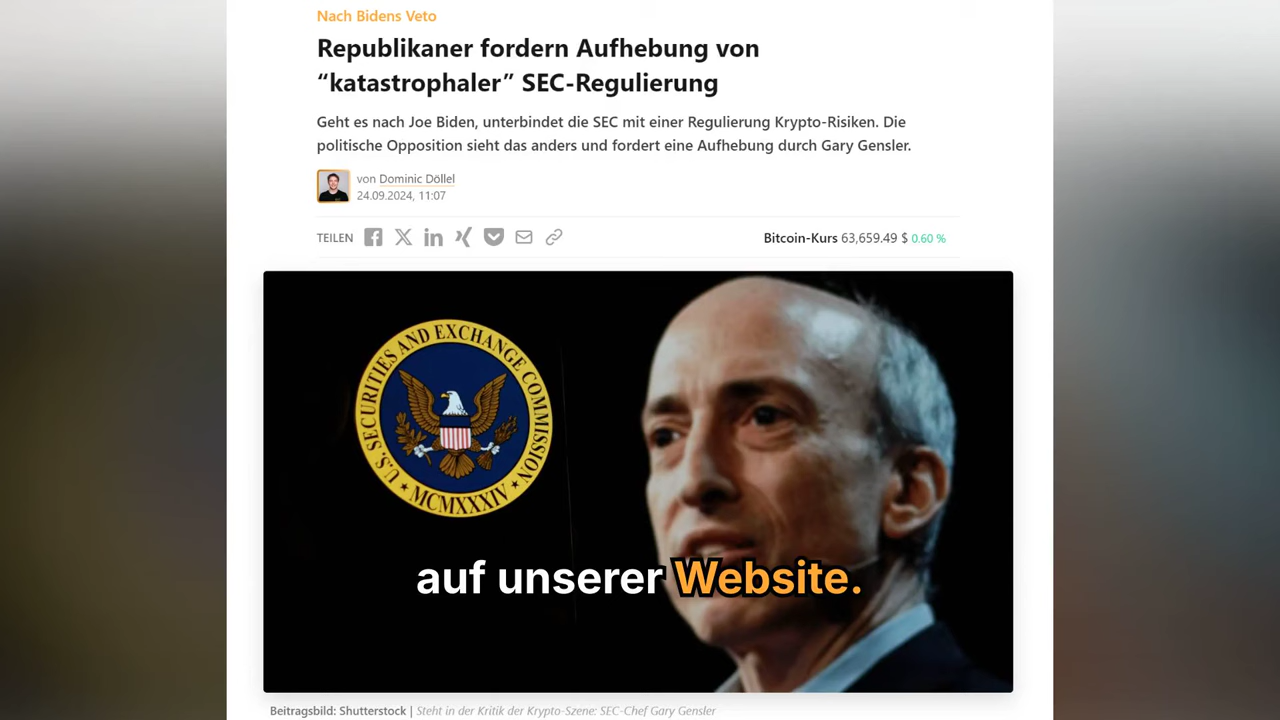 Nach Bidens Veto
Republikaner fordern Aufhebung von
“katastrophaler” SEC-Regulierung
Geht es nach Joe Biden, unterbindet die SEC mit einer Regulierung Krypto-Risiken. Die
politische Opposition sieht das anders und fordert eine Aufhebung durch Gary Gensler.
von Dominic Döllel
24.09.2024, 11:07
TEILEN
Bitcoin-Kurs 63,659.49 $ 0.60 %
U.S. SECURITIES AND EXCHANGE COMMISSION
★ MCMXXXIV ★
auf unserer Website.
Beitragsbild: Shutterstock | Steht in der Kritik der Krypto-Szene: SEC-Chef Gary Gensler